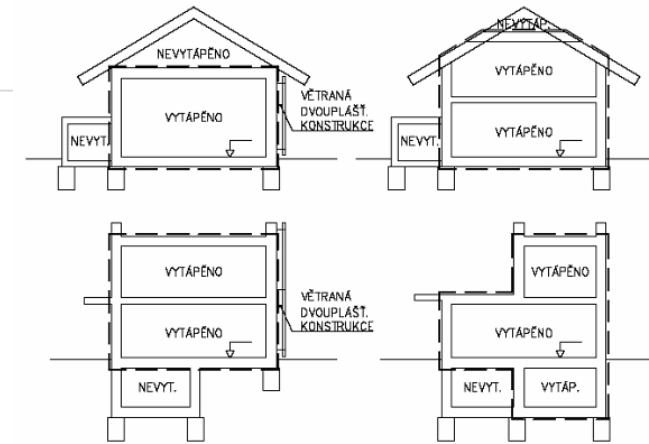 NEVYTÁPĚNO
VYTÁPĚNO
NEVYT.
VĚTRANÁ
DVOUPLÁŠŤ.
KONSTRUKCE
NEVYTÁP.
VYTÁPĚNO
VYTÁPĚNO
NEVYT.
VYTÁPĚNO
VYTÁPĚNO
NEVYT.
VĚTRANÁ
DVOUPLÁŠŤ.
KONSTRUKCE
VYTÁPĚNO
VYTÁPĚNO
NEVYT.
VYTÁP.